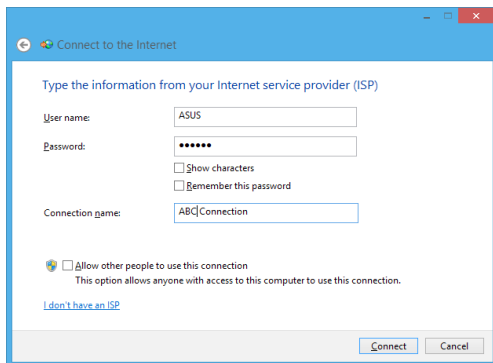 Connect to the Internet
Type the information from your Internet service provider (ISP)
User name:
ASUS
Password:
••••••
Show characters
Remember this password
Connection name:
ABC Connection
Allow other people to use this connection
This option allows anyone with access to this computer to use this connection.
I don't have an ISP
Connect
Cancel